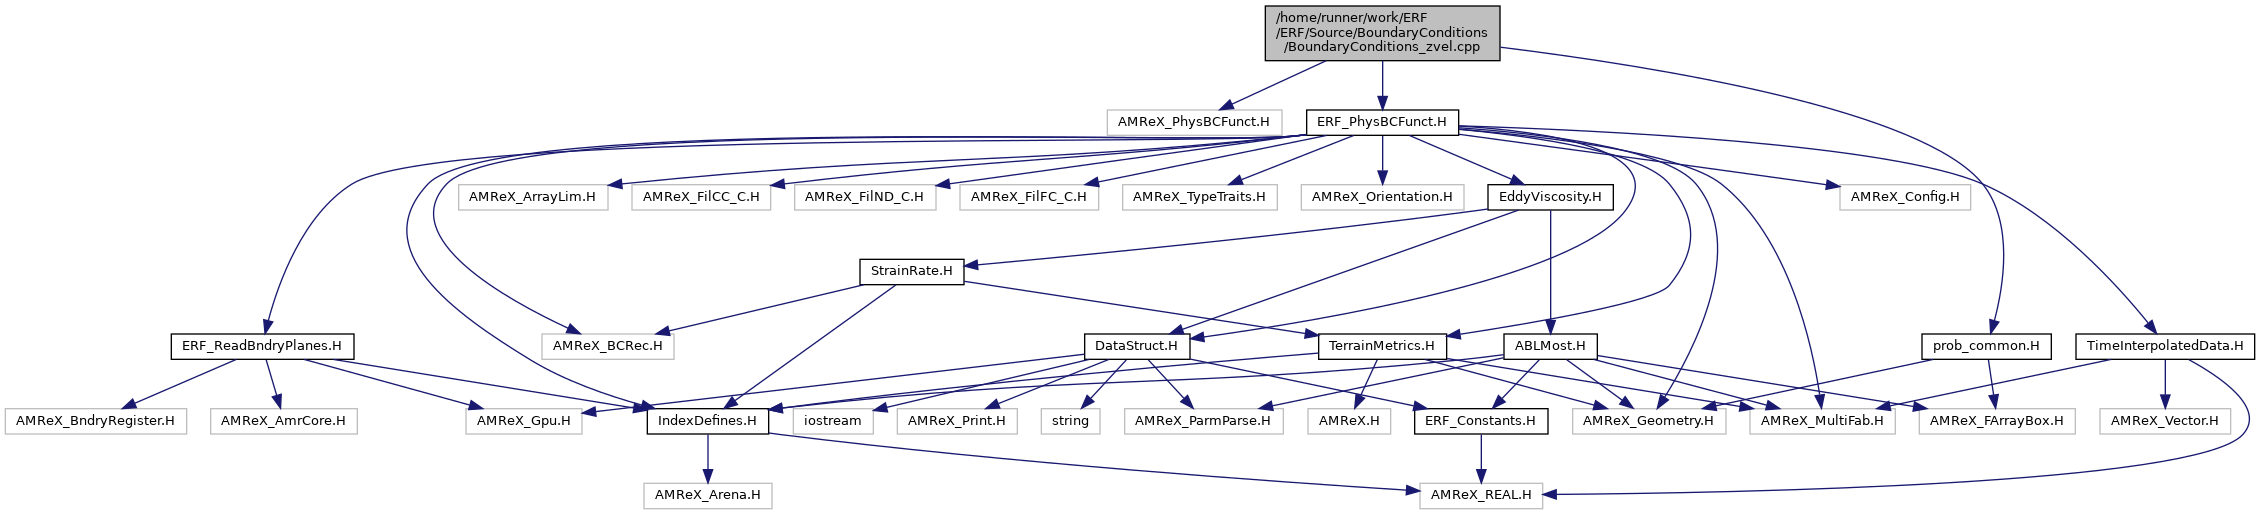 /home/runner/work/ERF
/ERF/Source/BoundaryConditions
/BoundaryConditions_zvel.cpp
AMReX_PhysBCFunct.H
ERF_PhysBCFunct.H
AMReX_ArrayLim.H
AMReX_FilCC_C.H
AMReX_FilND_C.H
AMReX_FilFC_C.H
AMReX_TypeTraits.H
AMReX_Orientation.H
EddyViscosity.H
AMReX_Config.H
StrainRate.H
ERF_ReadBndryPlanes.H
AMReX_BCRec.H
DataStruct.H
TerrainMetrics.H
ABLMost.H
prob_common.H
TimeInterpolatedData.H
AMReX_BndryRegister.H
AMReX_AmrCore.H
AMReX_Gpu.H
IndexDefines.H
iostream
AMReX_Print.H
string
AMReX_ParmParse.H
AMReX.H
ERF_Constants.H
AMReX_Geometry.H
AMReX_MultiFab.H
AMReX_FArrayBox.H
AMReX_Vector.H
AMReX_Arena.H
AMReX_REAL.H